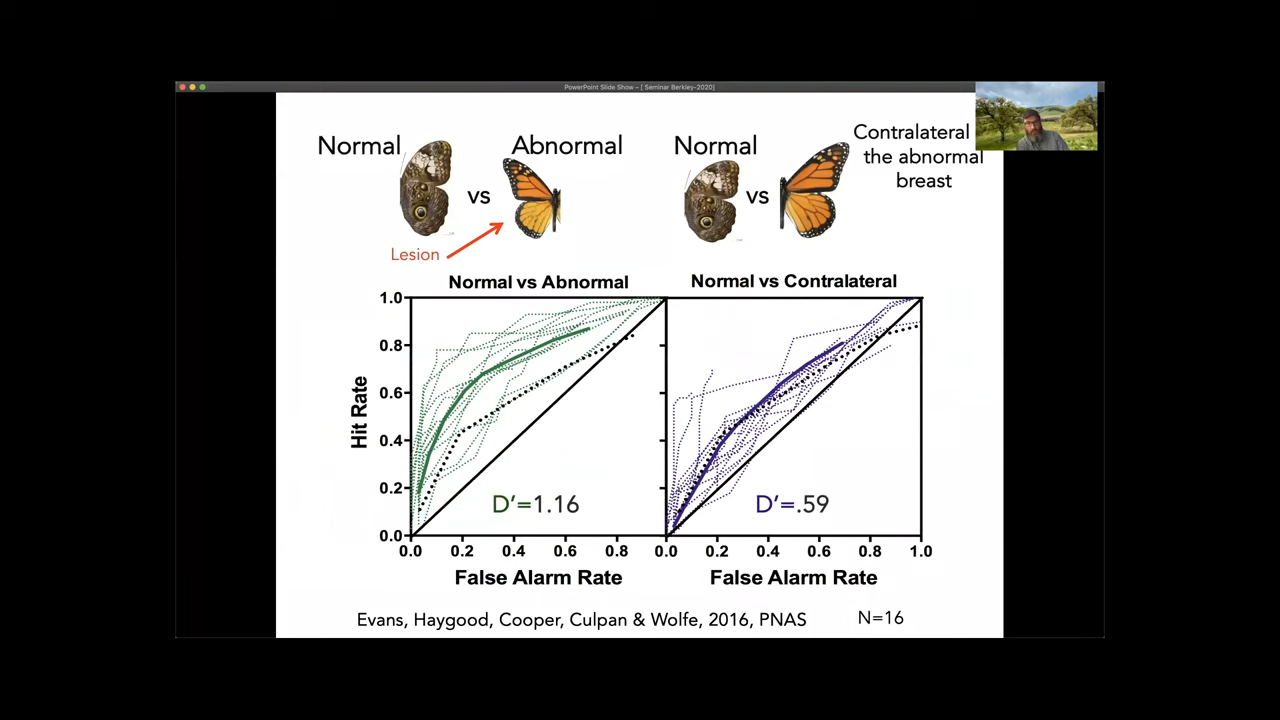 PowerPoint Slide Show - [ Seminar Berkley-2020]
Normal
vs
Abnormal
Lesion
Normal
vs
Contralateral
the abnormal
breast
Normal vs Abnormal
Normal vs Contralateral
Hit Rate
1.0
0.8
0.6
0.4
0.2
0.0
D'=1.16
D'=.59
0.0 0.2 0.4 0.6 0.8 0.0 0.2 0.4 0.6 0.8 1.0
False Alarm Rate
False Alarm Rate
Evans, Haygood, Cooper, Culpan & Wolfe, 2016, PNAS
N=16